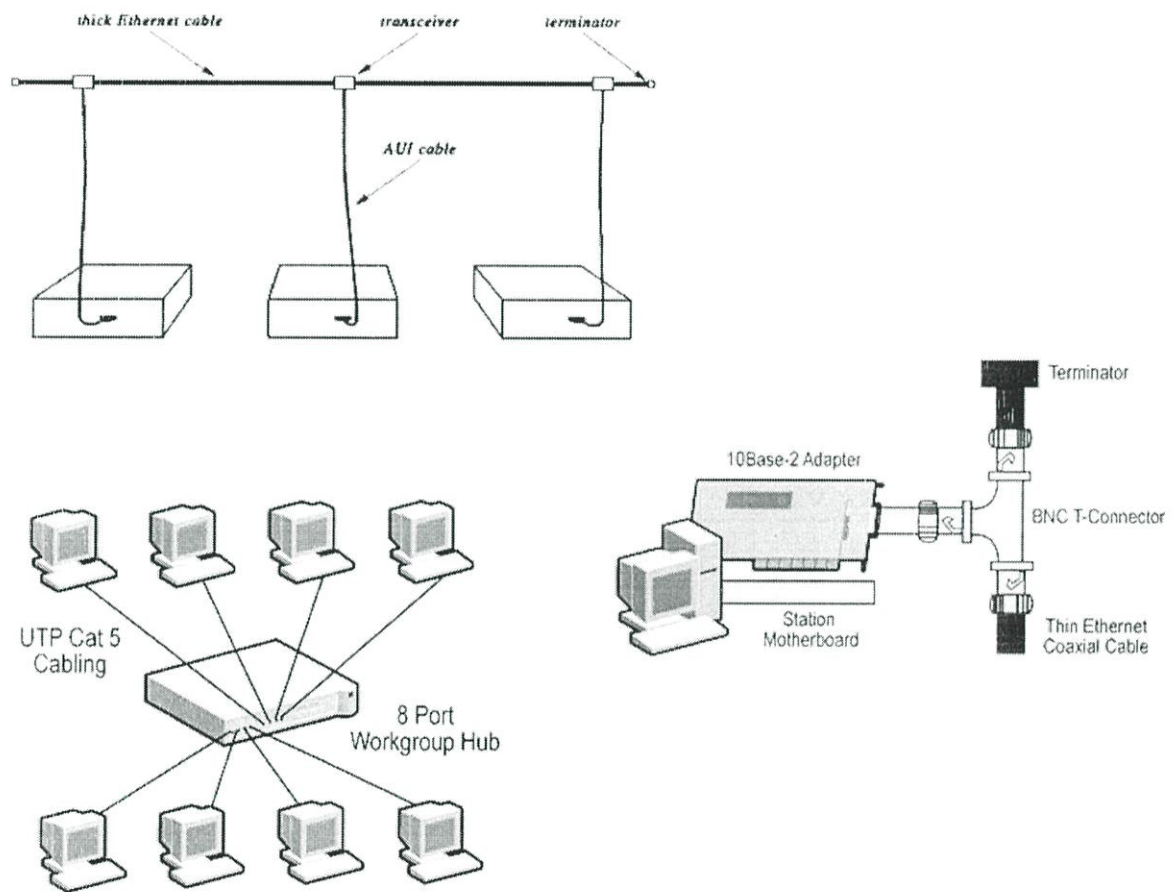 thick Ethernet cable
transceiver
terminator
AUI cable
Terminator
10Base-2 Adapter
BNC T-Connector
Station
Motherboard
Thin Ethernet
Coaxial Cable
UTP Cat 5
Cabling
8 Port
Workgroup Hub